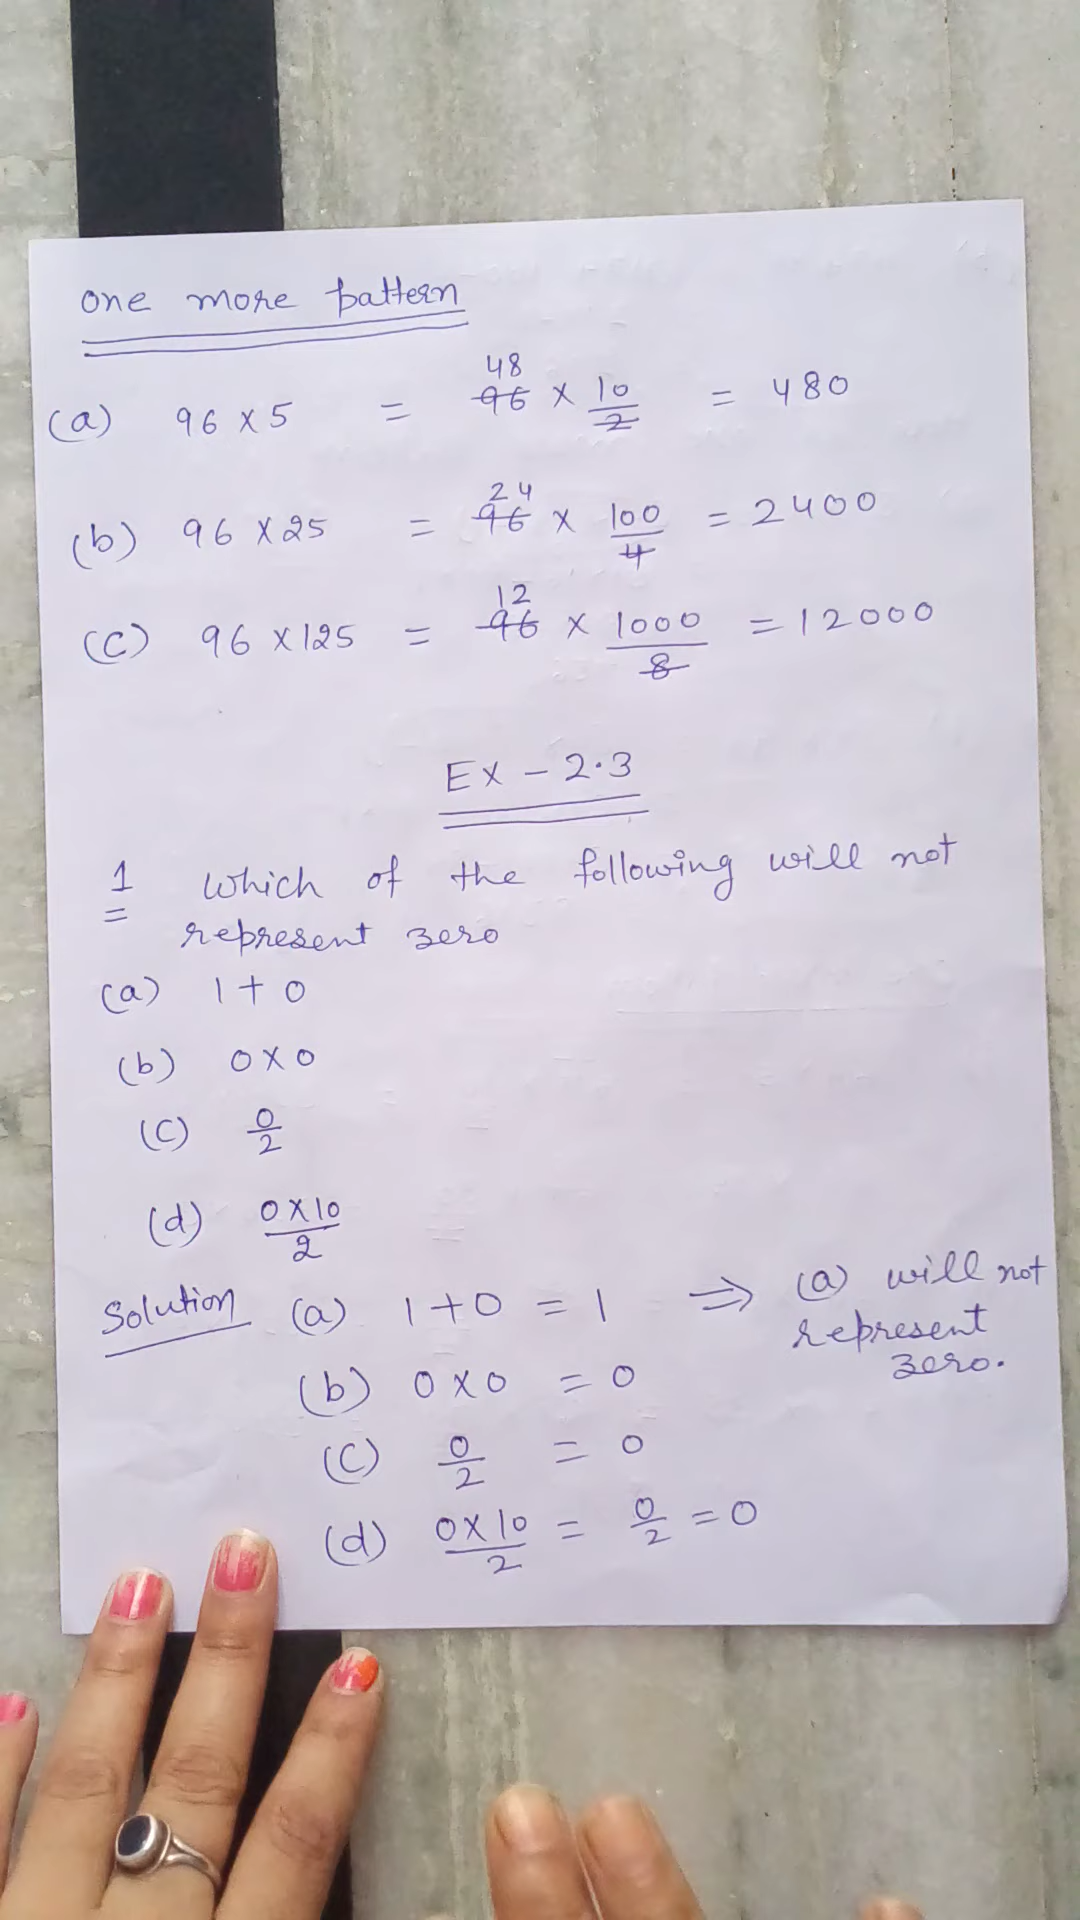 one more pattern
(a) 96 x 5 = 48 96 x 10/2 = 480
(b) 96 x 25 = 24 96 x 100/4 = 2400
(c) 96 x 125 = 12 96 x 1000/8 = 12000
Ex - 2.3
1 which of the following will not
represent zero
(a) 1 + 0
(b) 0 x 0
(c) 0/2
(d) 0 x 10/2
Solution (a) 1 + 0 = 1 ⇒ (a) will not
represent
zero.
(b) 0 x 0 = 0
(c) 0/2 = 0
(d) 0 x 10/2 = 0/2 = 0